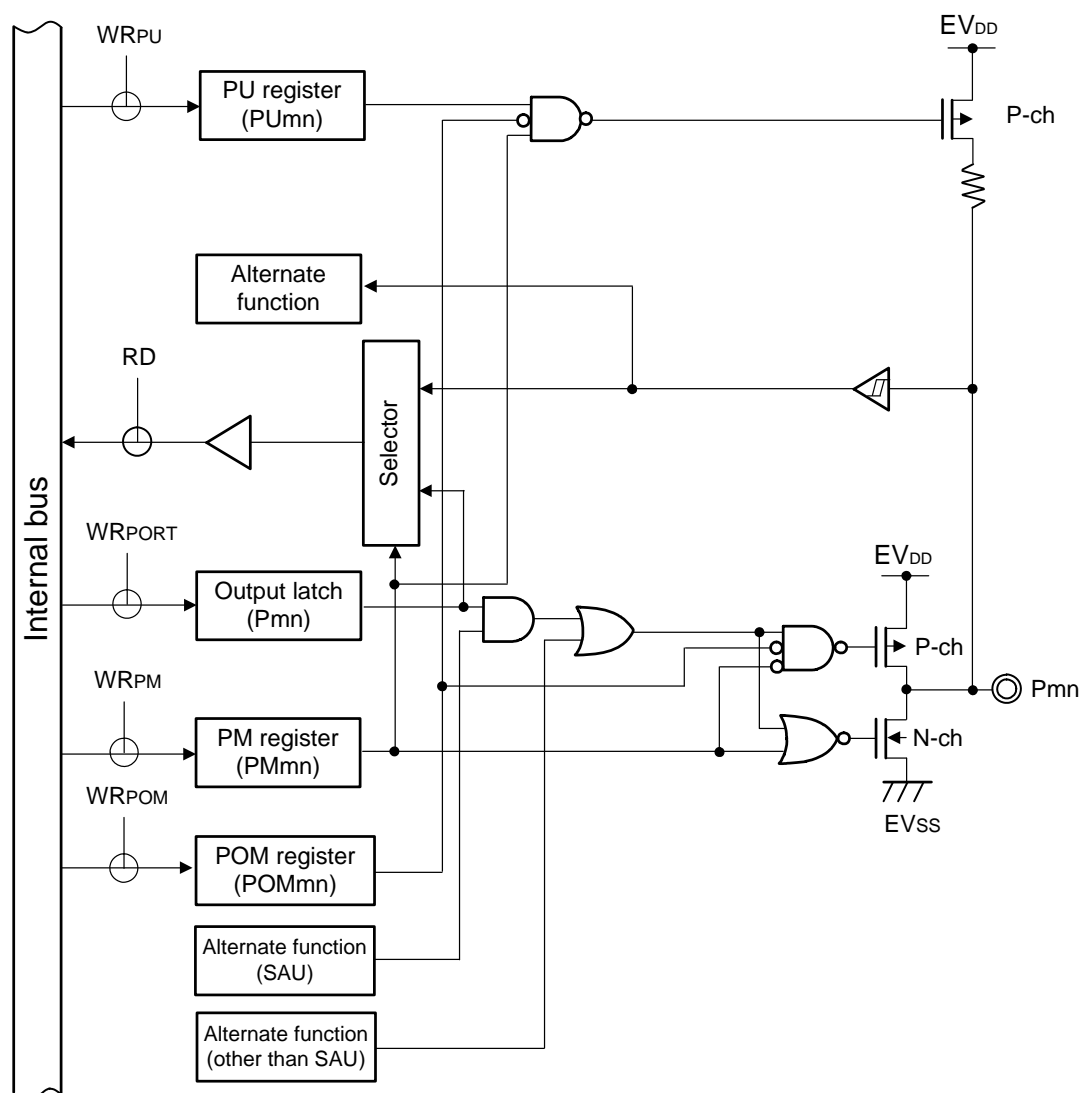 WRPU
EVDD
PU register
(PUmn)
P-ch
Alternate
function
RD
Selector
Internal bus
WRPORT
EVDD
Output latch
(Pmn)
P-ch
Pmn
WRPM
PM register
(PMmn)
N-ch
WRPOM
EVSS
POM register
(POMmn)
Alternate function
(SAU)
Alternate function
(other than SAU)